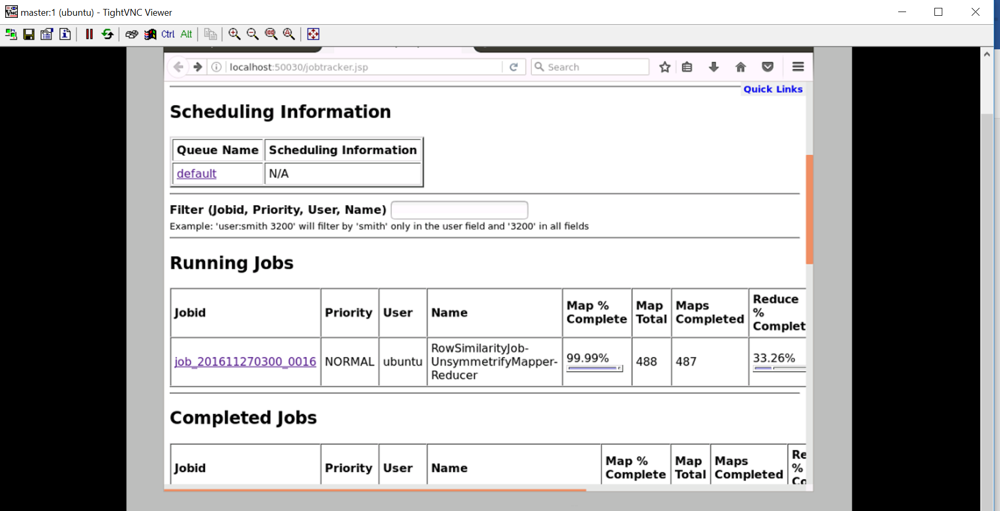 master:1 (ubuntu) - TightVNC Viewer
Ctrl Alt
localhost:50030/jobtracker.jsp
Search
Quick Links
Scheduling Information
Queue Name Scheduling Information
default N/A
Filter (Jobid, Priority, User, Name)
Example: 'user:smith 3200' will filter by 'smith' only in the user field and '3200' in all fields
Running Jobs
Jobid Priority User Name Map % Complete Map Total Maps Completed Reduce % Complet
job_201611270300_0016 NORMAL ubuntu RowSimilarityJob-UnsymmetrifyMapper-Reducer 99.99% 488 487 33.26%
Completed Jobs
Jobid Priority User Name Map % Complete Map Total Maps Completed Re % Co